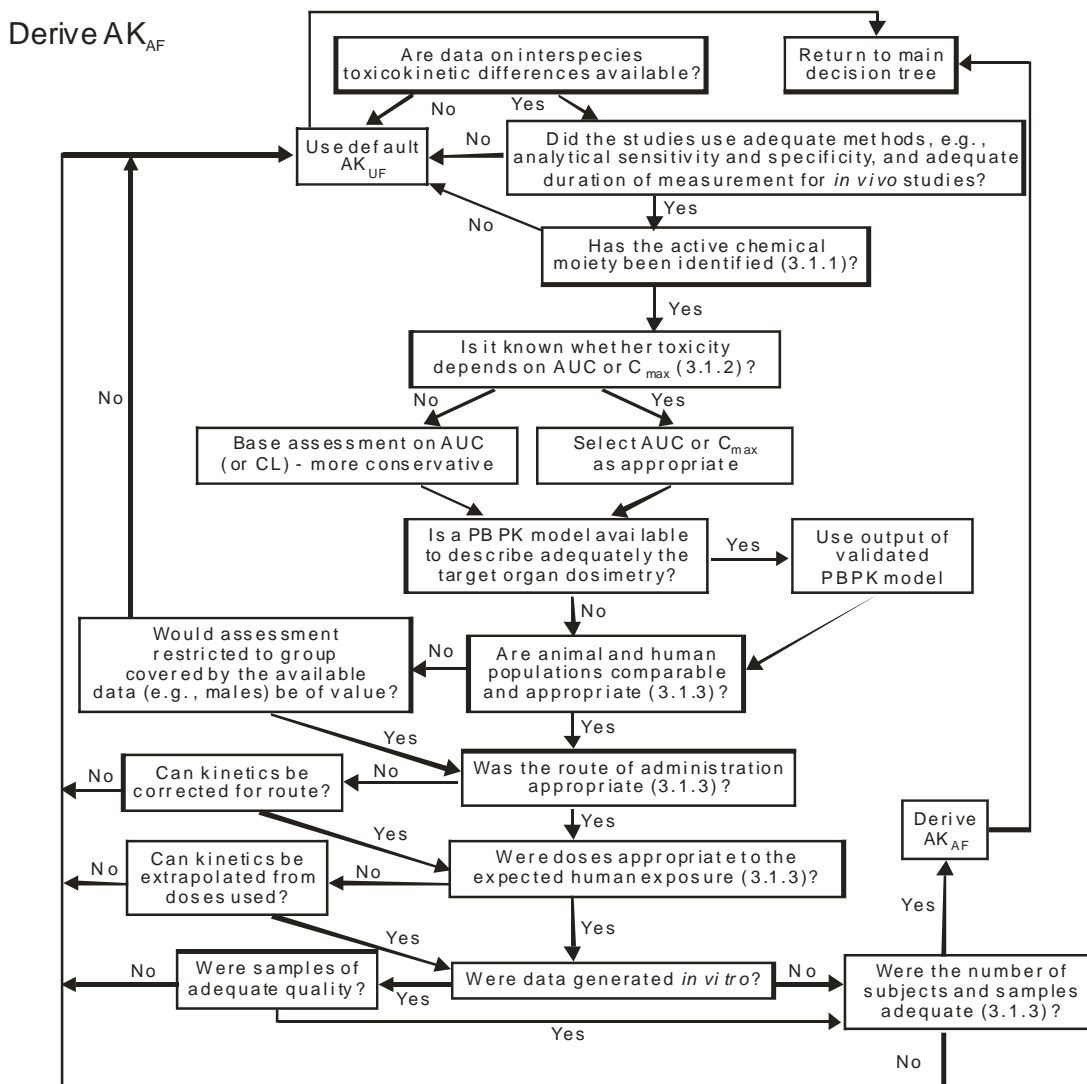 Derive AK_AF
Are data on interspecies
toxicokinetic differences available?
Return to main
decision tree
No
Yes
Use default
AK_UF
No
Did the studies use adequate methods, e.g.,
analytical sensitivity and specificity, and adequate
duration of measurement for in vivo studies?
No
Yes
Has the active chemical
moiety been identified (3.1.1)?
Yes
Is it known whether toxicity
depends on AUC or C_max (3.1.2)?
No
No
Yes
Base assessment on AUC
(or CL) - more conservative
Select AUC or C_max
as appropriate
Is a PBPK model available
to describe adequately the
target organ dosimetry?
Yes
Use output of
validated
PBPK model
No
Would assessment
restricted to group
covered by the available
data (e.g., males) be of value?
No
Are animal and human
populations comparable
and appropriate (3.1.3)?
Yes
Yes
No
Can kinetics be
corrected for route?
No
Was the route of administration
appropriate (3.1.3)?
Yes
Yes
Derive
AK_AF
No
Can kinetics be
extrapolated from
doses used?
No
Were doses appropriate to the
expected human exposure (3.1.3)?
Yes
Yes
Yes
No
Were samples of
adequate quality?
Yes
Were data generated in vitro?
No
Were the number of
subjects and samples
adequate (3.1.3)?
Yes
No